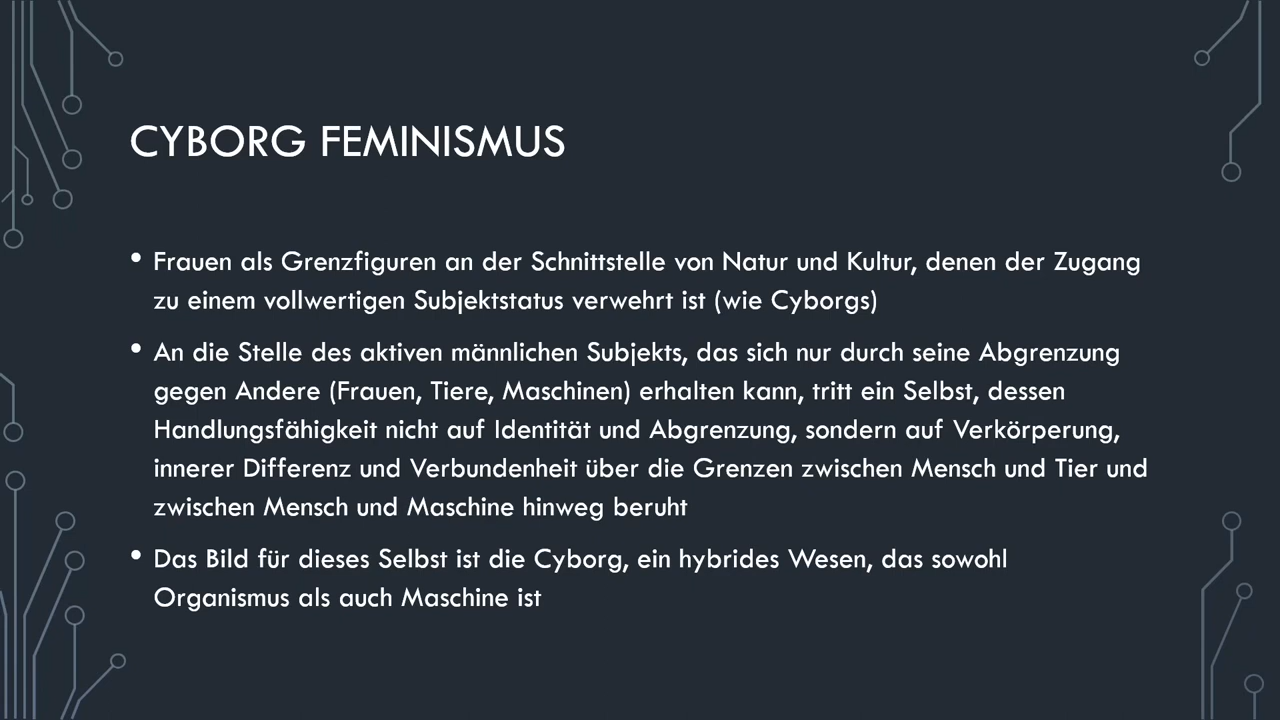 CYBORG FEMINISMUS
• Frauen als Grenzfiguren an der Schnittstelle von Natur und Kultur, denen der Zugang
zu einem vollwertigen Subjektstatus verwehrt ist (wie Cyborgs)
• An die Stelle des aktiven männlichen Subjekts, das sich nur durch seine Abgrenzung
gegen Andere (Frauen, Tiere, Maschinen) erhalten kann, tritt ein Selbst, dessen
Handlungsfähigkeit nicht auf Identität und Abgrenzung, sondern auf Verkörperung,
innerer Differenz und Verbundenheit über die Grenzen zwischen Mensch und Tier und
zwischen Mensch und Maschine hinweg beruht
• Das Bild für dieses Selbst ist die Cyborg, ein hybrides Wesen, das sowohl
Organismus als auch Maschine ist